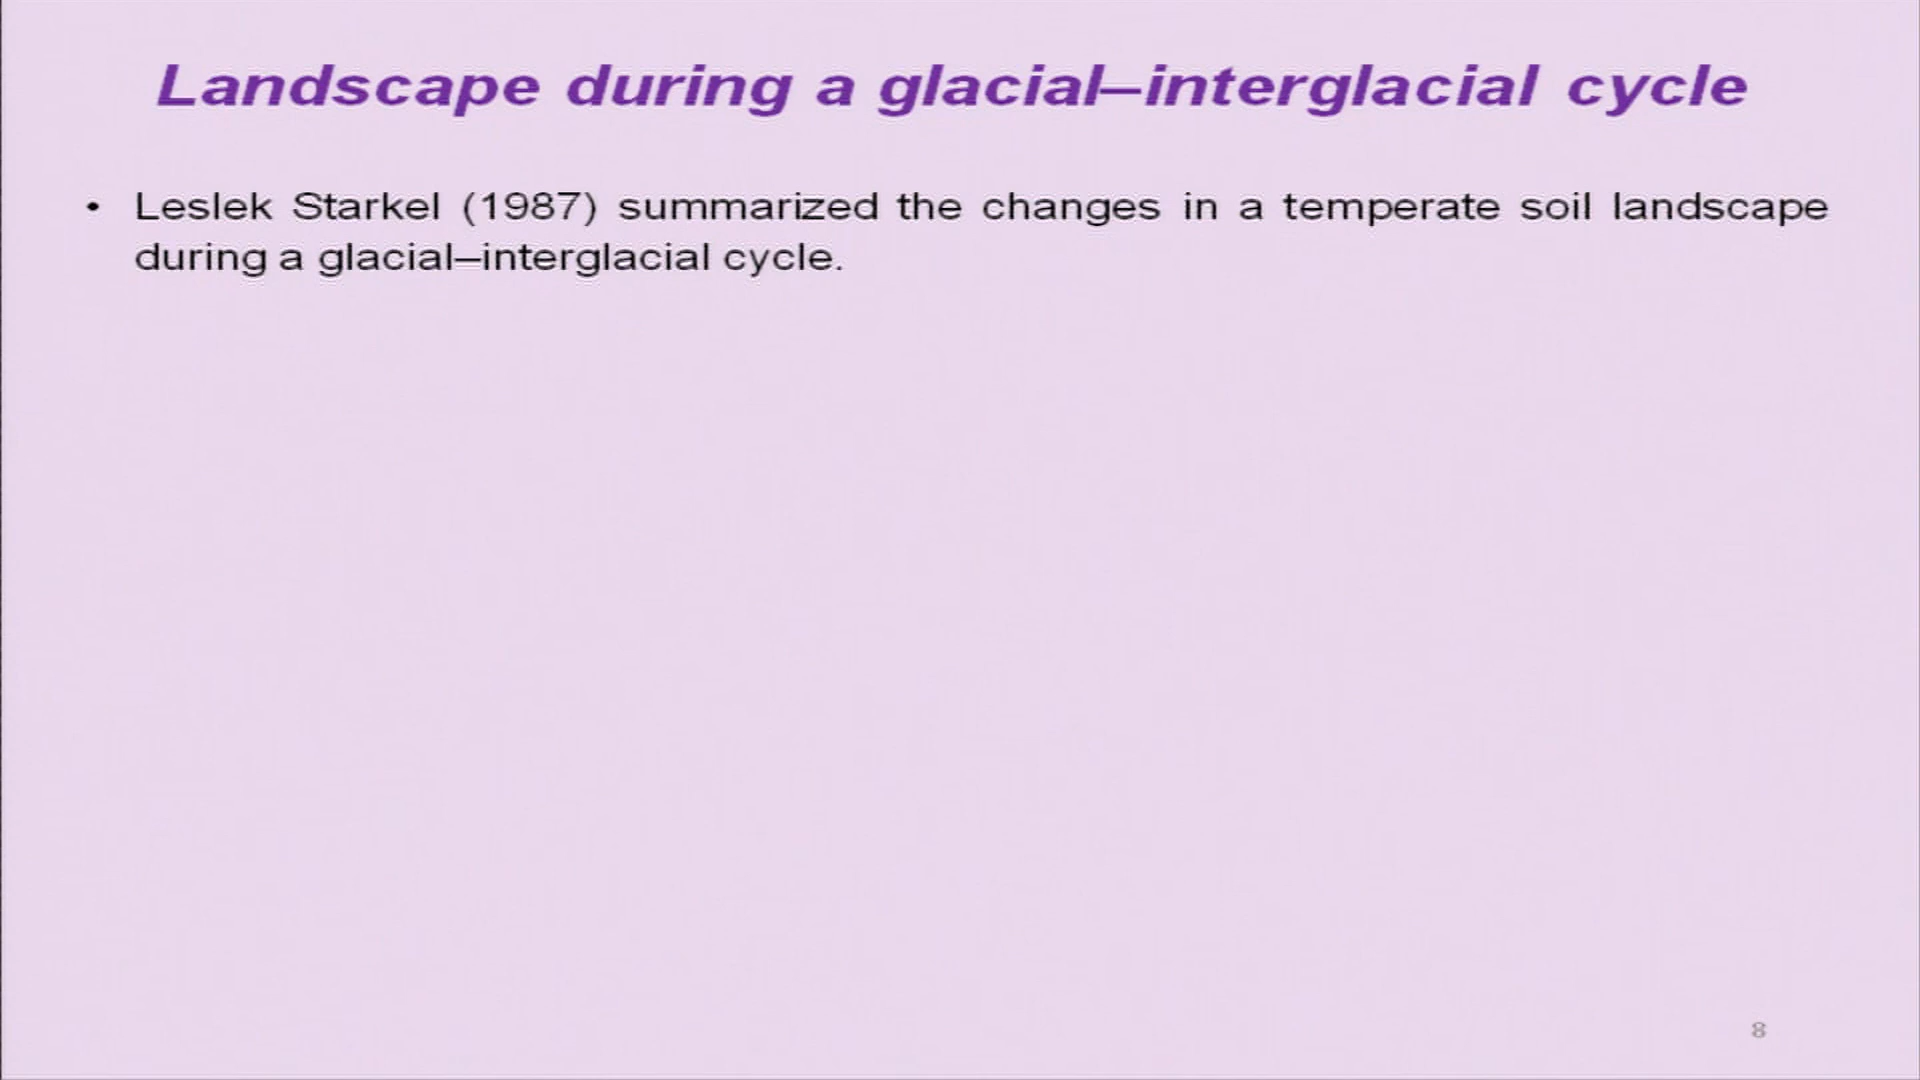 Landscape during a glacial–interglacial cycle
• Leslek Starkel (1987) summarized the changes in a temperate soil landscape
during a glacial–interglacial cycle.
8